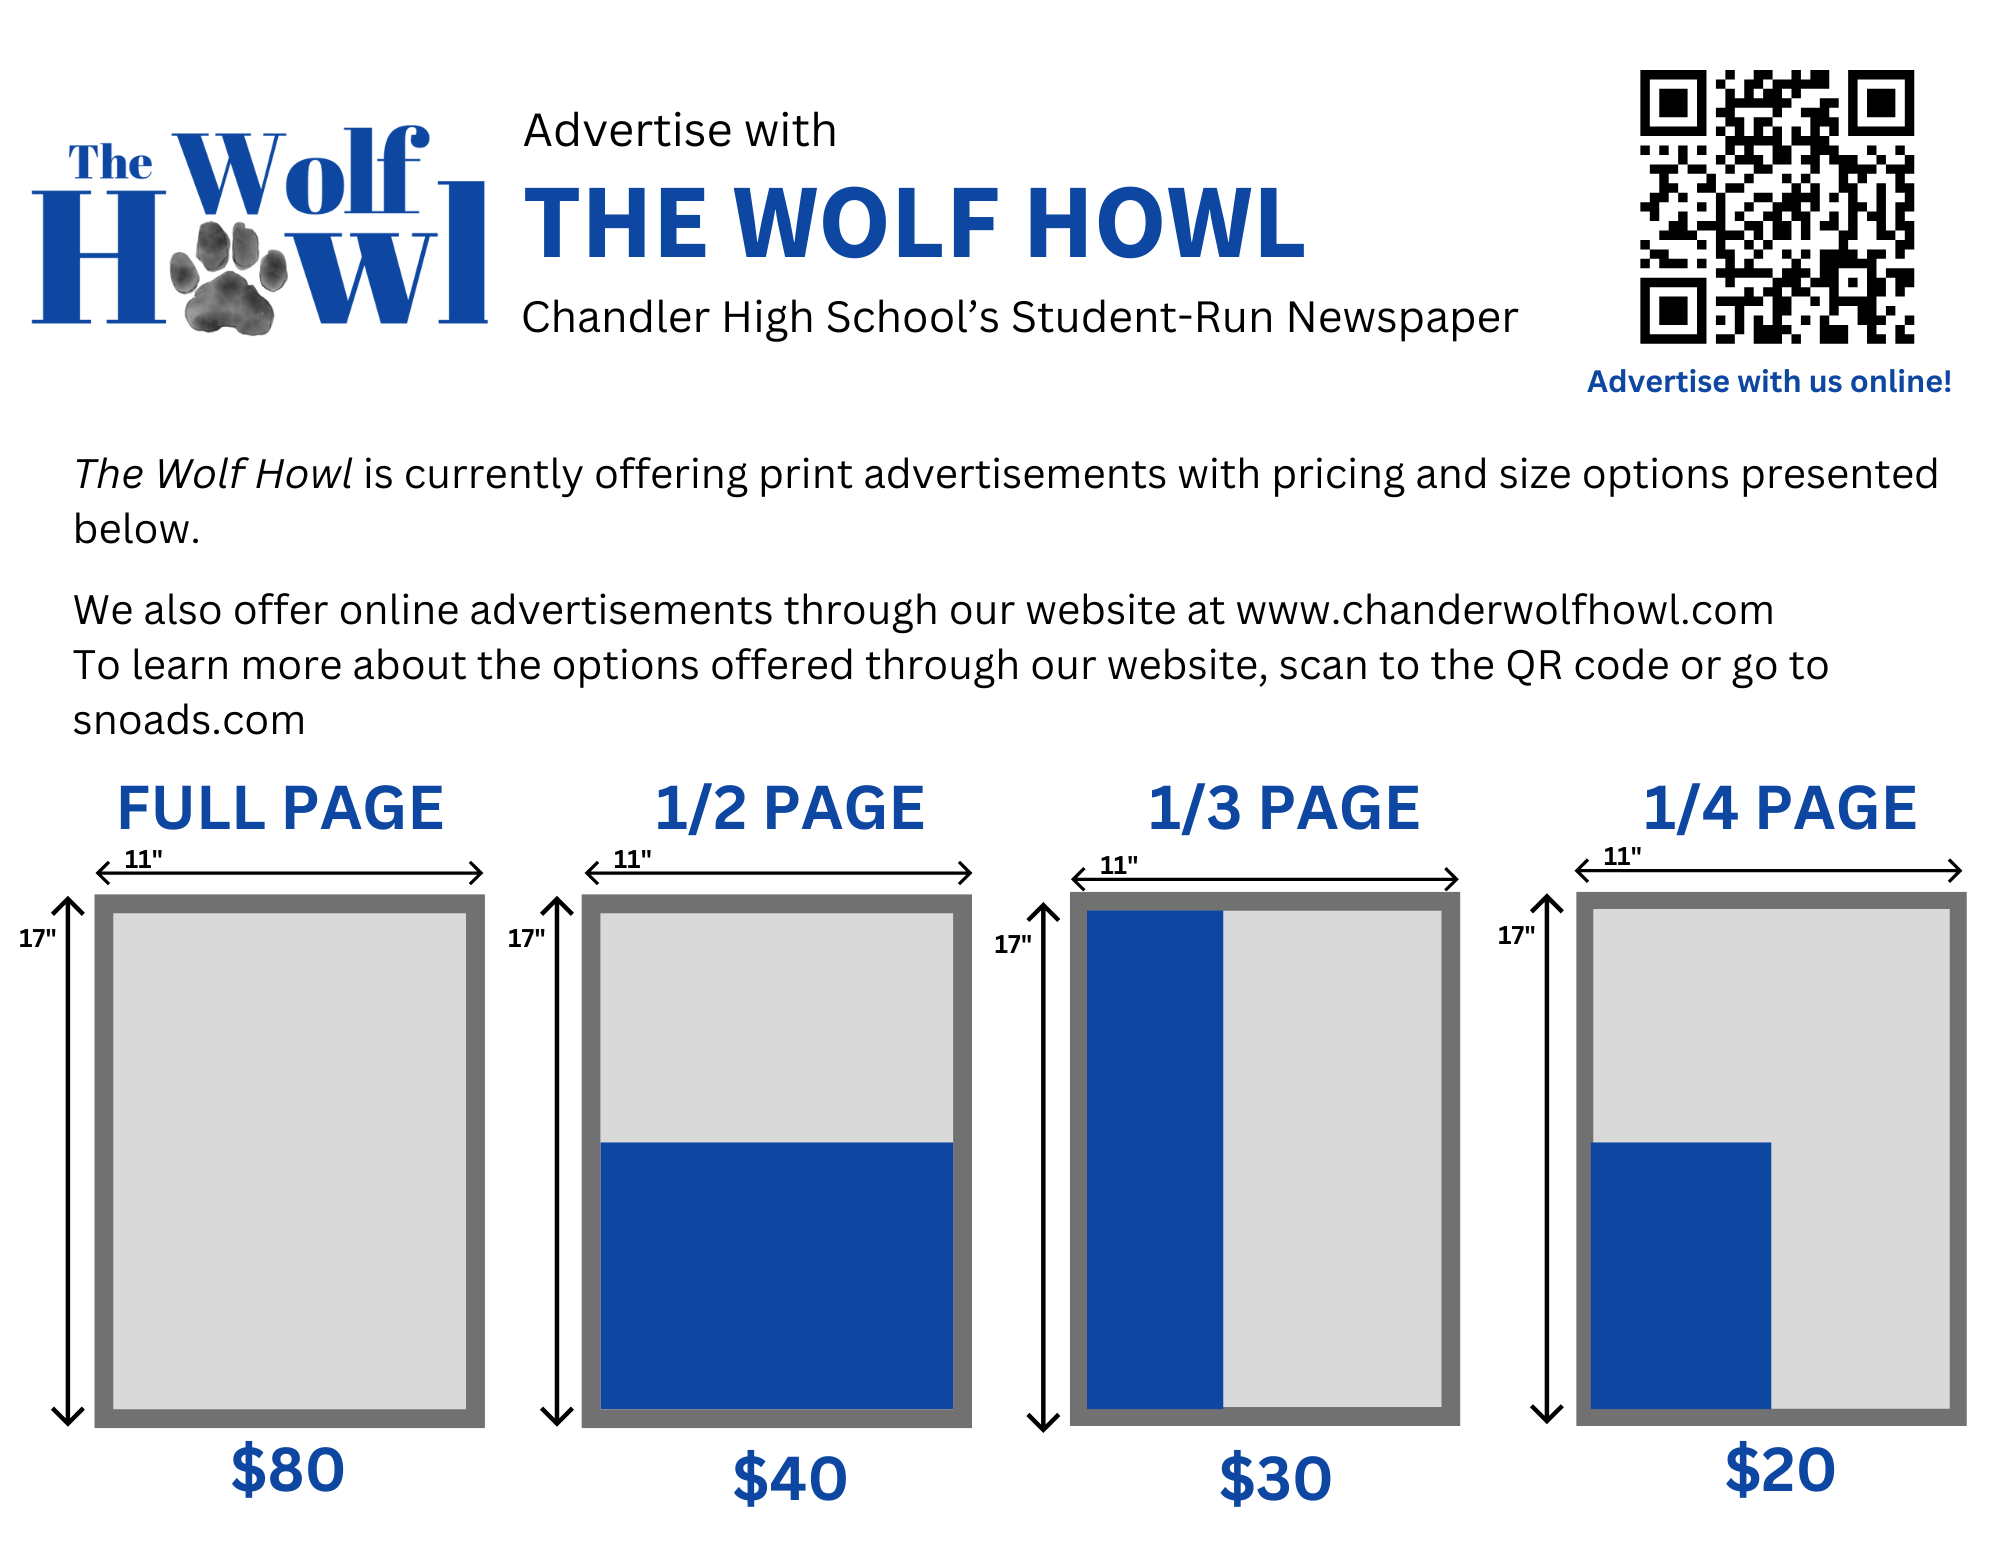 The Wolf
Howl
Advertise with
THE WOLF HOWL
Chandler High School’s Student-Run Newspaper
Advertise with us online!
The Wolf Howl is currently offering print advertisements with pricing and size options presented
below.
We also offer online advertisements through our website at www.chanderwolfhowl.com
To learn more about the options offered through our website, scan to the QR code or go to
snoads.com
FULL PAGE 1/2 PAGE 1/3 PAGE 1/4 PAGE
11" 11" 11" 11"
17" 17" 17" 17"
$80 $40 $30 $20